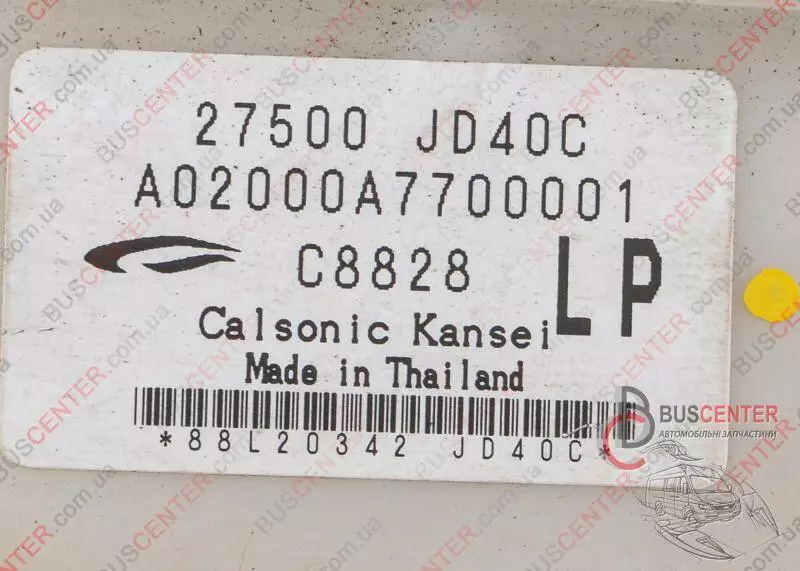 27500 JD40C
A02000A7700001
C8828 LP
Calsonic Kansei
Made in Thailand
*88L20342 JD40C*
BUSCENTER
АВТОМОБІЛЬНІ ЗАПЧАСТИНИ
BUSCENTER.com.ua